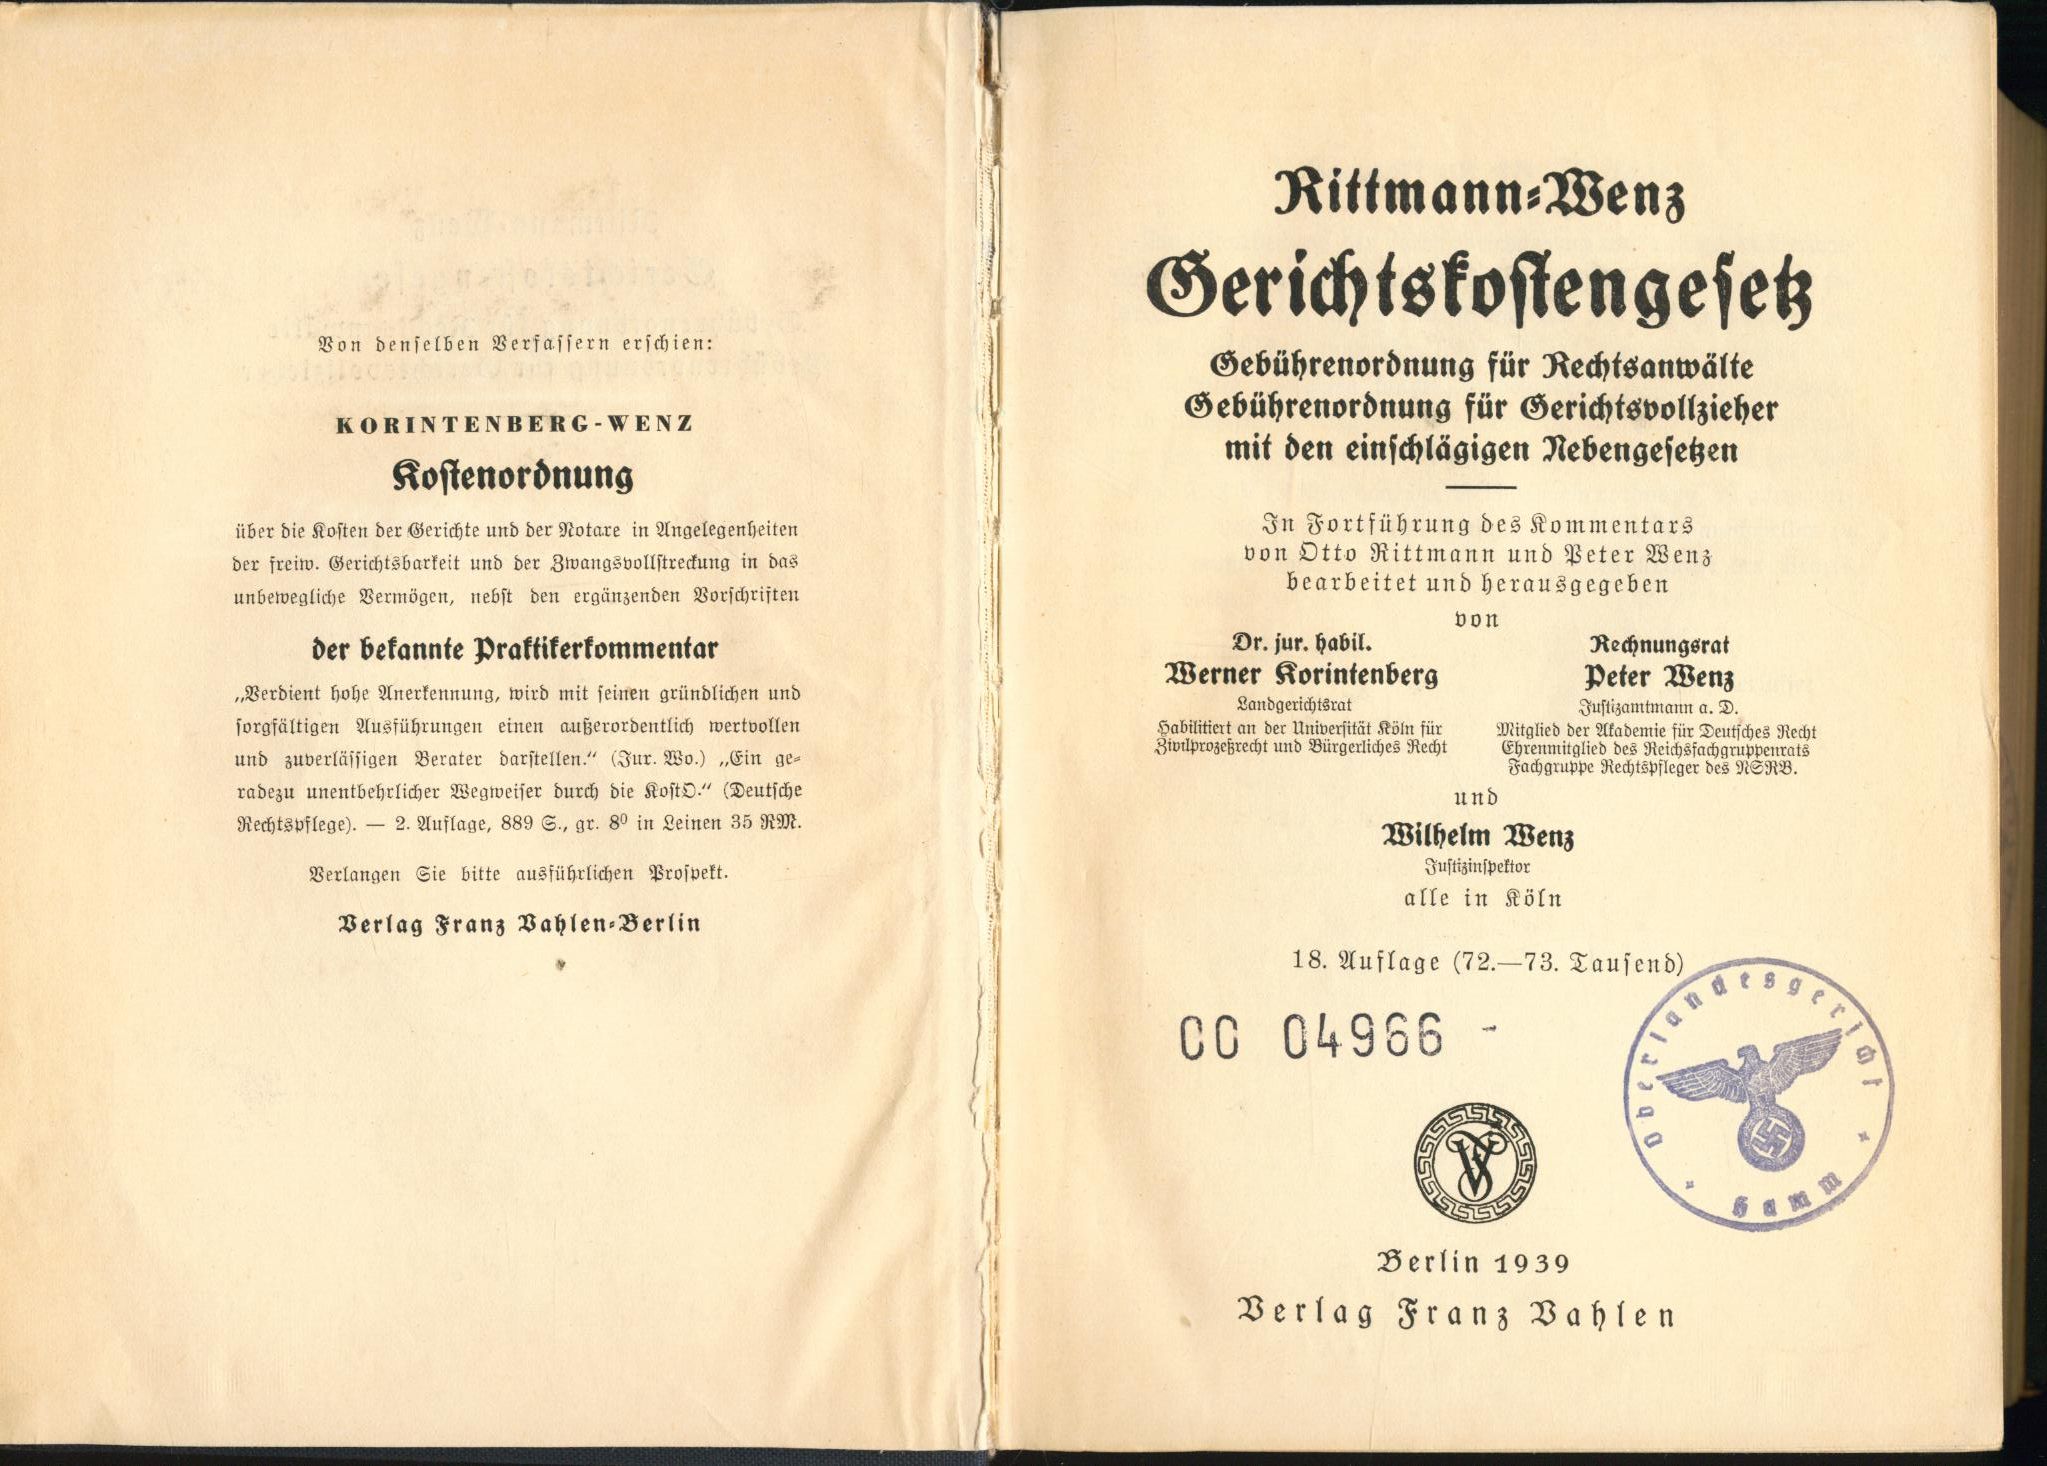 Von denselben Verfassern erschien:
KORINTENBERG-WENZ
Kostenordnung
über die Kosten der Gerichte und der Notare in Angelegenheiten
der freiw. Gerichtsbarkeit und der Zwangsvollstreckung in das
unbewegliche Vermögen, nebst den ergänzenden Vorschriften
der bekannte Praktikerkommentar
„Verdient hohe Anerkennung, wird mit seinen gründlichen und
sorgfältigen Ausführungen einen außerordentlich wertvollen
und zuverlässigen Berater darstellen.“ (Jur. Wo.) „Ein ge-
radezu unentbehrlicher Wegweiser durch die KostO.“ (Deutsche
Rechtspflege). — 2. Auflage, 889 S., gr. 8⁰ in Leinen 35 RM.
Verlangen Sie bitte ausführlichen Prospekt.
Verlag Franz Vahlen-Berlin
Rittmann-Wenz
Gerichtskostengesetz
Gebührenordnung für Rechtsanwälte
Gebührenordnung für Gerichtsvollzieher
mit den einschlägigen Nebengesetzen
In Fortführung des Kommentars
von Otto Rittmann und Peter Wenz
bearbeitet und herausgegeben
von
Dr. jur. habil.
Werner Korintenberg
Landgerichtsrat
Habilitiert an der Universität Köln für
Zivilprozeßrecht und Bürgerliches Recht
Rechnungsrat
Peter Wenz
Justizamtmann a. D.
Mitglied der Akademie für Deutsches Recht
Ehrenmitglied des Reichsfachgruppenrats
Fachgruppe Rechtspfleger des NSRB.
und
Wilhelm Wenz
Justizinspektor
alle in Köln
18. Auflage (72.—73. Tausend)
CC 04966 -
Oberlandesgericht
Hamm
Berlin 1939
Verlag Franz Vahlen